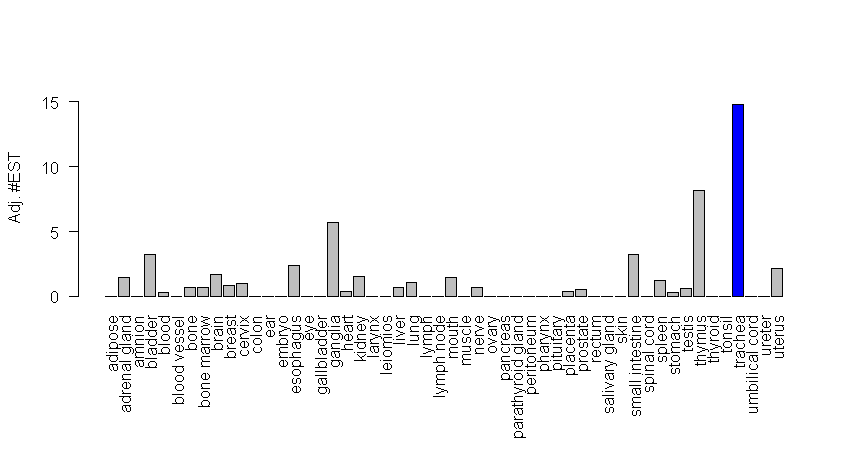 Adj. #EST
15
10
5
0
adipose
adrenal gland
amnion
bladder
blood
blood vessel
bone
bone marrow
brain
breast
cervix
colon
ear
embryo
esophagus
eye
gallbladder
ganglia
heart
kidney
larynx
leiomios
liver
lung
lymph
lymph node
mouth
muscle
nerve
ovary
pancreas
parathyroid gland
peritoneum
pharynx
pituitary
placenta
prostate
rectum
salivary gland
skin
small intestine
spinal cord
spleen
stomach
testis
thymus
thyroid
tonsil
trachea
umbilical cord
ureter
uterus